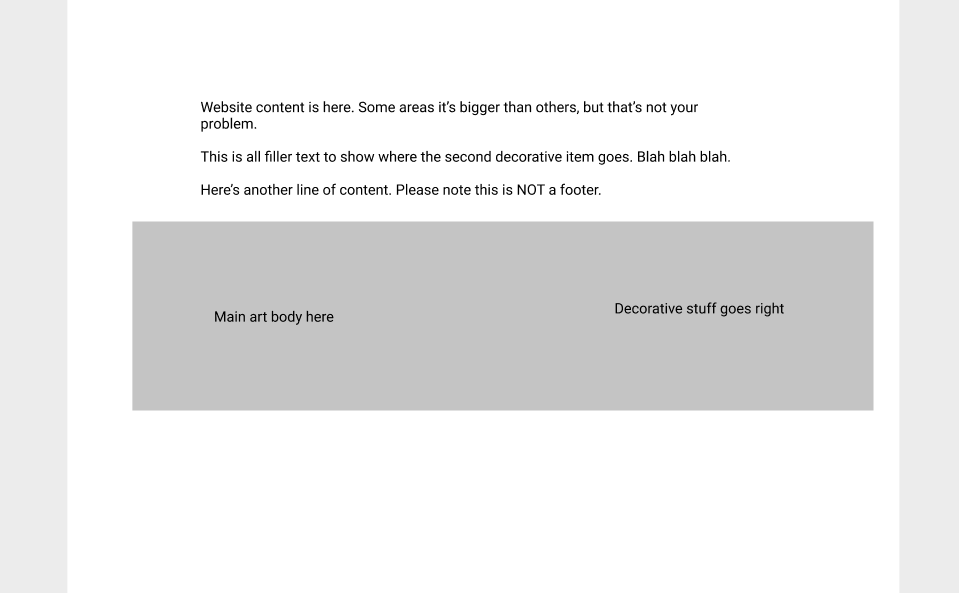 Website content is here. Some areas it’s bigger than others, but that’s not your
problem.
This is all filler text to show where the second decorative item goes. Blah blah blah.
Here’s another line of content. Please note this is NOT a footer.
Main art body here
Decorative stuff goes right